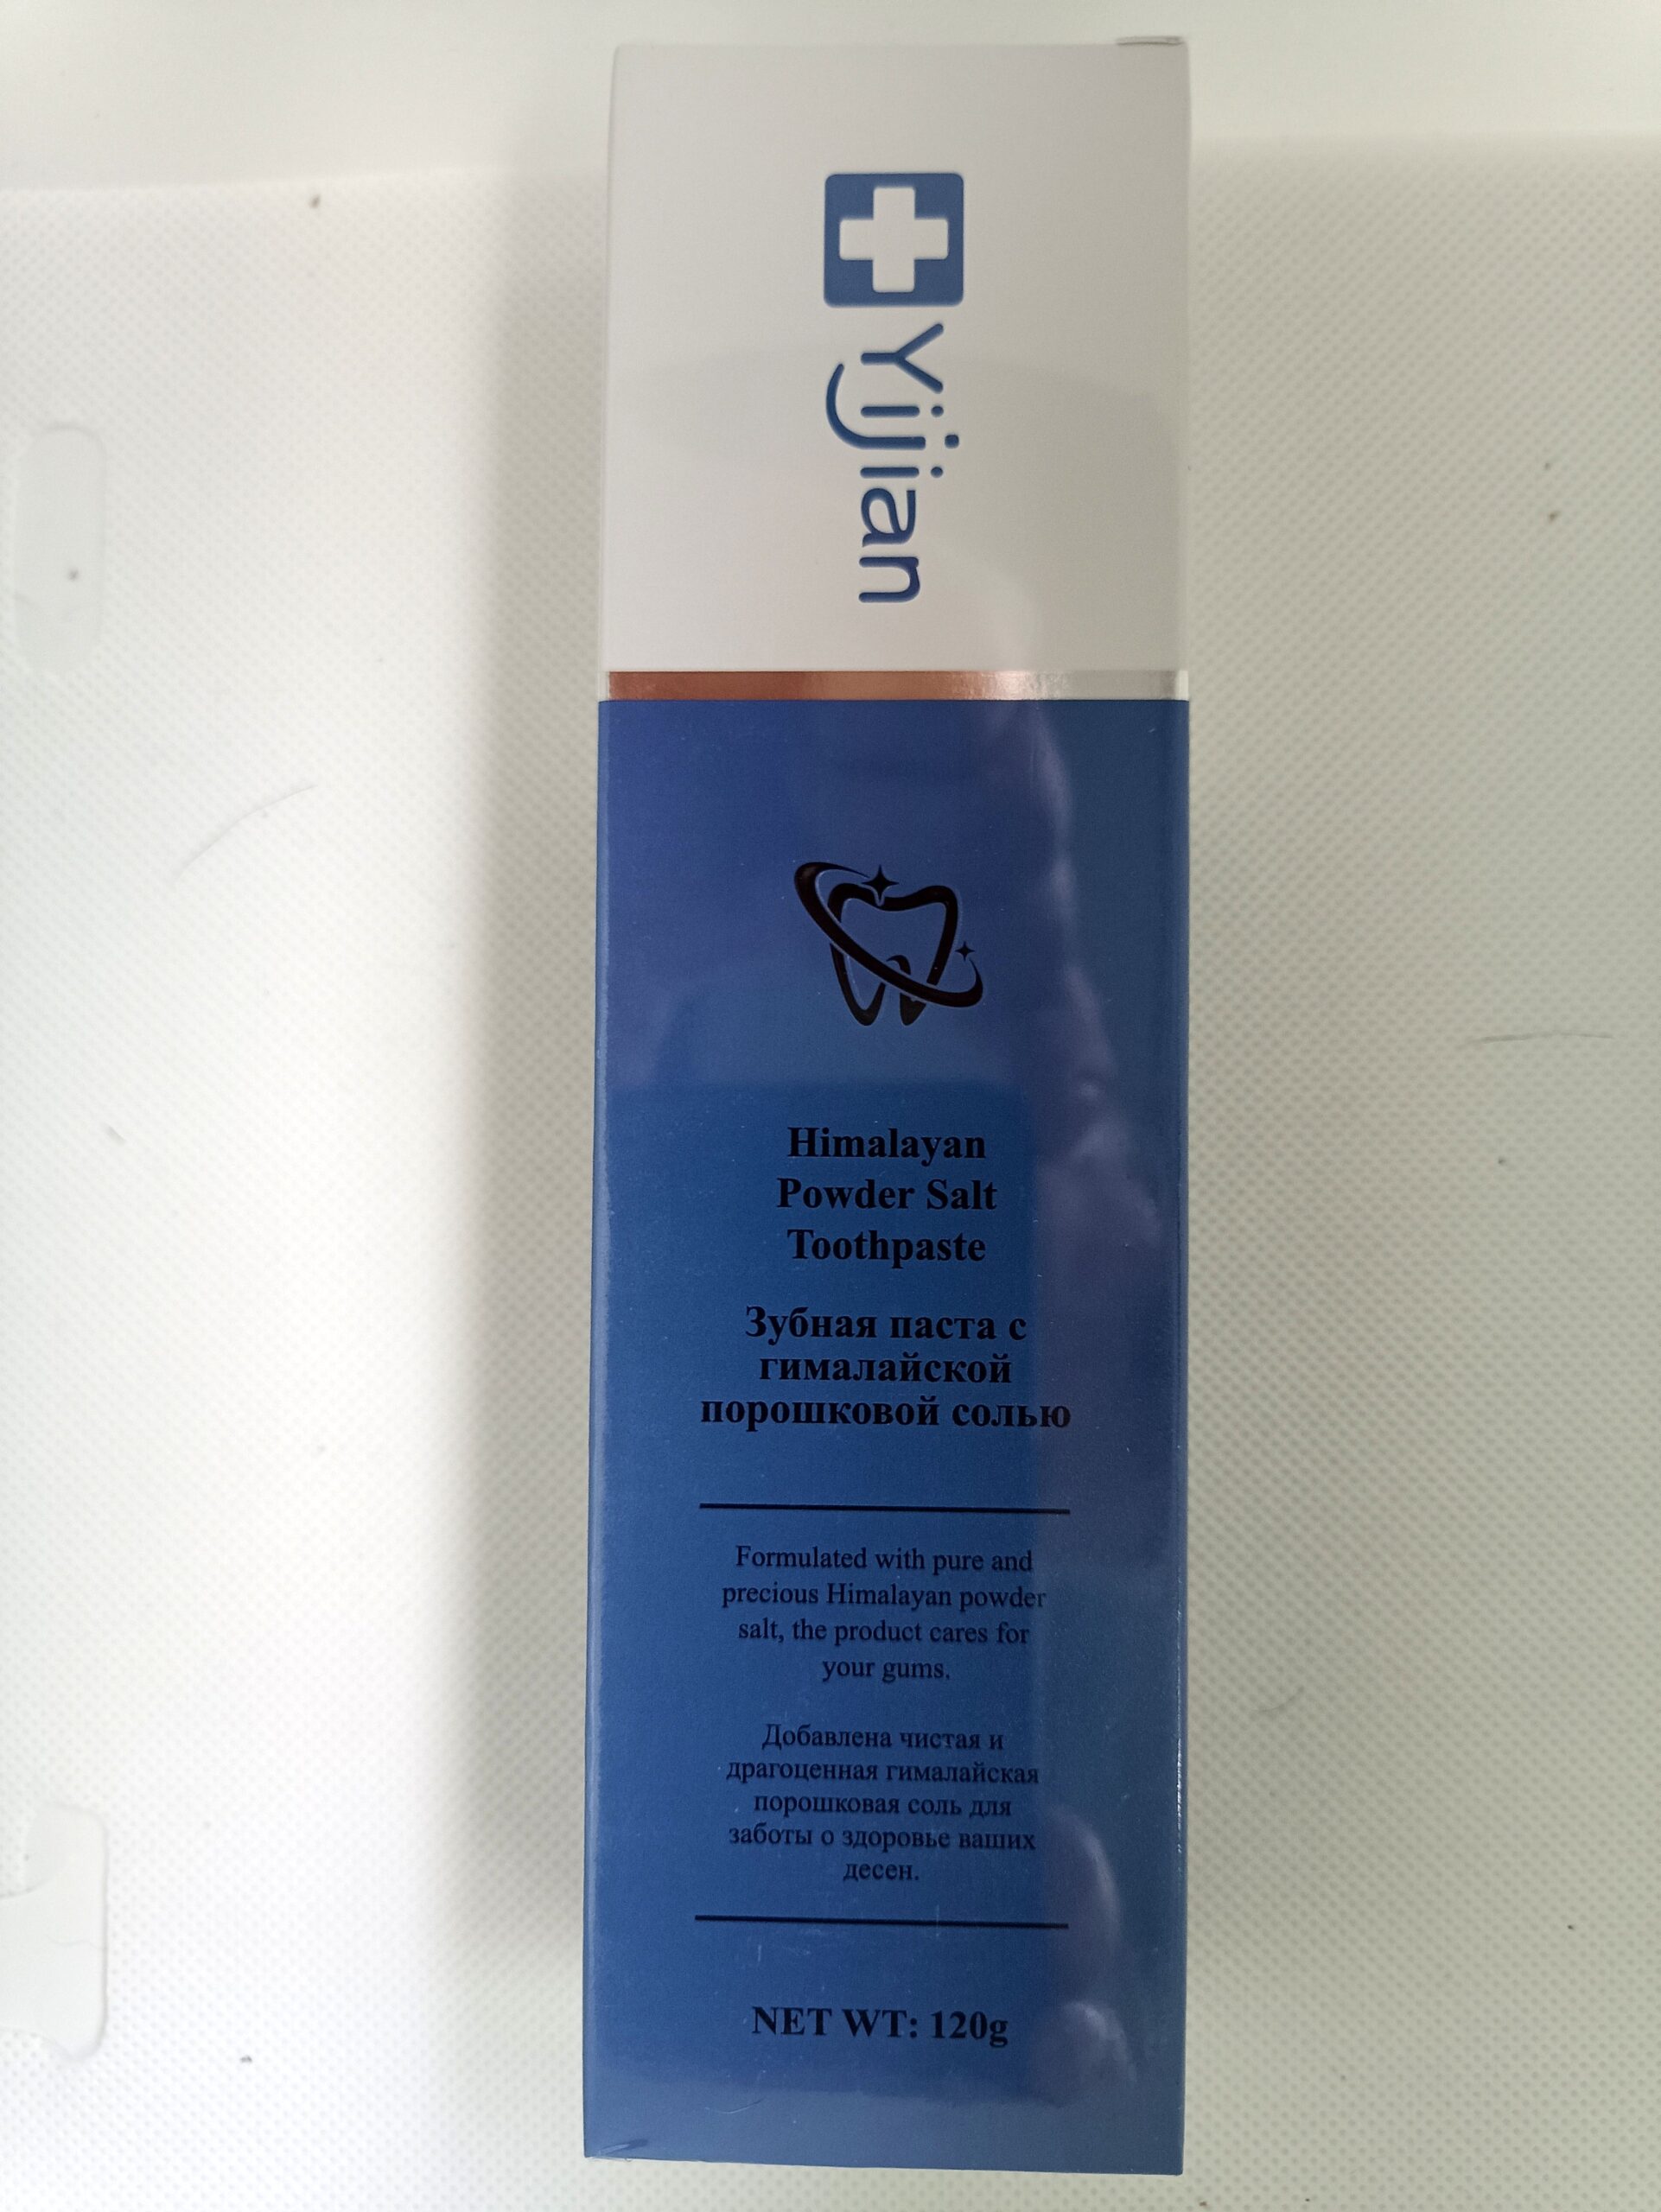 Yijian
Himalayan
Powder Salt
Toothpaste
Зубная паста с
гималайской
порошковой солью
Formulated with pure and
precious Himalayan powder
salt, the product cares for
your gums.
Добавлена чистая и
драгоценная гималайская
порошковая соль для
заботы о здоровье ваших
десен.
NET WT: 120g